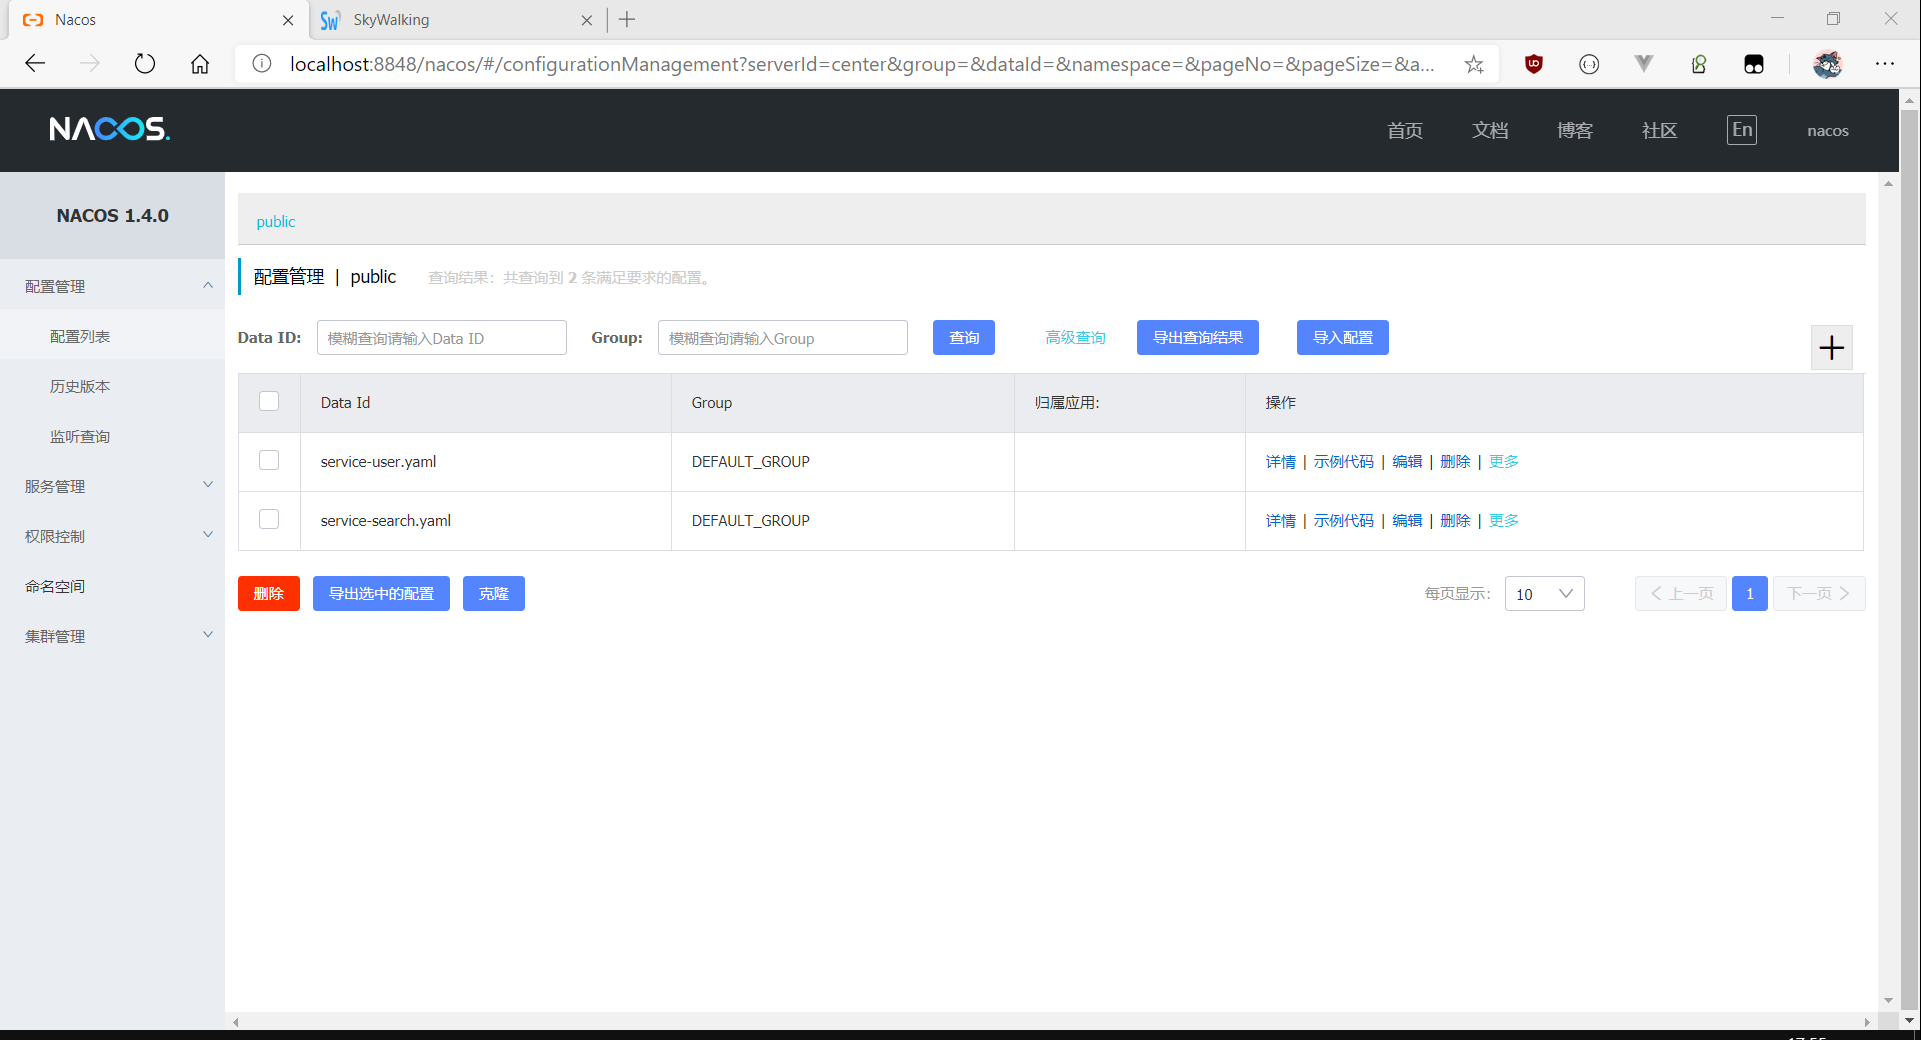 Nacos
SkyWalking
localhost:8848/nacos/#/configurationManagement?serverId=center&group=&dataId=&namespace=&pageNo=&pageSize=&a...
NACOS.
首页 文档 博客 社区 En nacos
NACOS 1.4.0
配置管理
配置列表
历史版本
监听查询
服务管理
权限控制
命名空间
集群管理
public
配置管理 | public 查询结果：共查询到 2 条满足要求的配置。
Data ID: 模糊查询请输入Data ID Group: 模糊查询请输入Group 查询 高级查询 导出查询结果 导入配置
Data Id Group 归属应用: 操作
service-user.yaml DEFAULT_GROUP 详情 | 示例代码 | 编辑 | 删除 | 更多
service-search.yaml DEFAULT_GROUP 详情 | 示例代码 | 编辑 | 删除 | 更多
删除 导出选中的配置 克隆 每页显示: 10 上一页 1 下一页